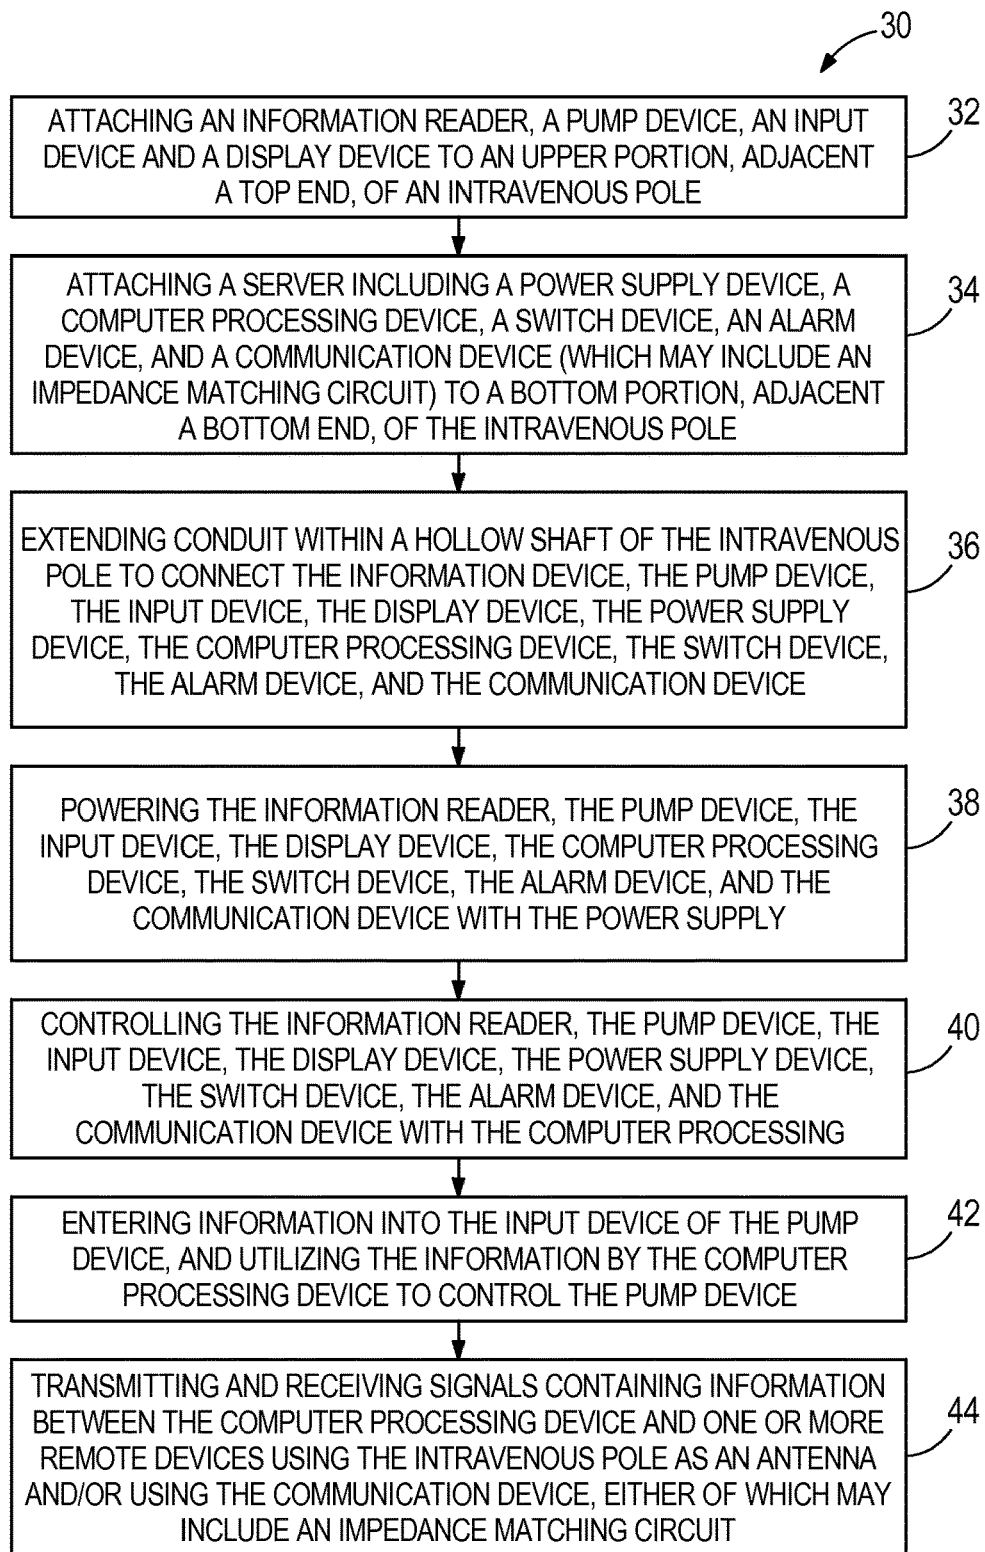 30
ATTACHING AN INFORMATION READER, A PUMP DEVICE, AN INPUT
DEVICE AND A DISPLAY DEVICE TO AN UPPER PORTION, ADJACENT
A TOP END, OF AN INTRAVENOUS POLE
32
ATTACHING A SERVER INCLUDING A POWER SUPPLY DEVICE, A
COMPUTER PROCESSING DEVICE, A SWITCH DEVICE, AN ALARM
DEVICE, AND A COMMUNICATION DEVICE (WHICH MAY INCLUDE AN
IMPEDANCE MATCHING CIRCUIT) TO A BOTTOM PORTION, ADJACENT
A BOTTOM END, OF THE INTRAVENOUS POLE
34
EXTENDING CONDUIT WITHIN A HOLLOW SHAFT OF THE INTRAVENOUS
POLE TO CONNECT THE INFORMATION DEVICE, THE PUMP DEVICE,
THE INPUT DEVICE, THE DISPLAY DEVICE, THE POWER SUPPLY
DEVICE, THE COMPUTER PROCESSING DEVICE, THE SWITCH DEVICE,
THE ALARM DEVICE, AND THE COMMUNICATION DEVICE
36
POWERING THE INFORMATION READER, THE PUMP DEVICE, THE
INPUT DEVICE, THE DISPLAY DEVICE, THE COMPUTER PROCESSING
DEVICE, THE SWITCH DEVICE, THE ALARM DEVICE, AND THE
COMMUNICATION DEVICE WITH THE POWER SUPPLY
38
CONTROLLING THE INFORMATION READER, THE PUMP DEVICE, THE
INPUT DEVICE, THE DISPLAY DEVICE, THE POWER SUPPLY DEVICE,
THE SWITCH DEVICE, THE ALARM DEVICE, AND THE
COMMUNICATION DEVICE WITH THE COMPUTER PROCESSING
40
ENTERING INFORMATION INTO THE INPUT DEVICE OF THE PUMP
DEVICE, AND UTILIZING THE INFORMATION BY THE COMPUTER
PROCESSING DEVICE TO CONTROL THE PUMP DEVICE
42
TRANSMITTING AND RECEIVING SIGNALS CONTAINING INFORMATION
BETWEEN THE COMPUTER PROCESSING DEVICE AND ONE OR MORE
REMOTE DEVICES USING THE INTRAVENOUS POLE AS AN ANTENNA
AND/OR USING THE COMMUNICATION DEVICE, EITHER OF WHICH MAY
INCLUDE AN IMPEDANCE MATCHING CIRCUIT
44